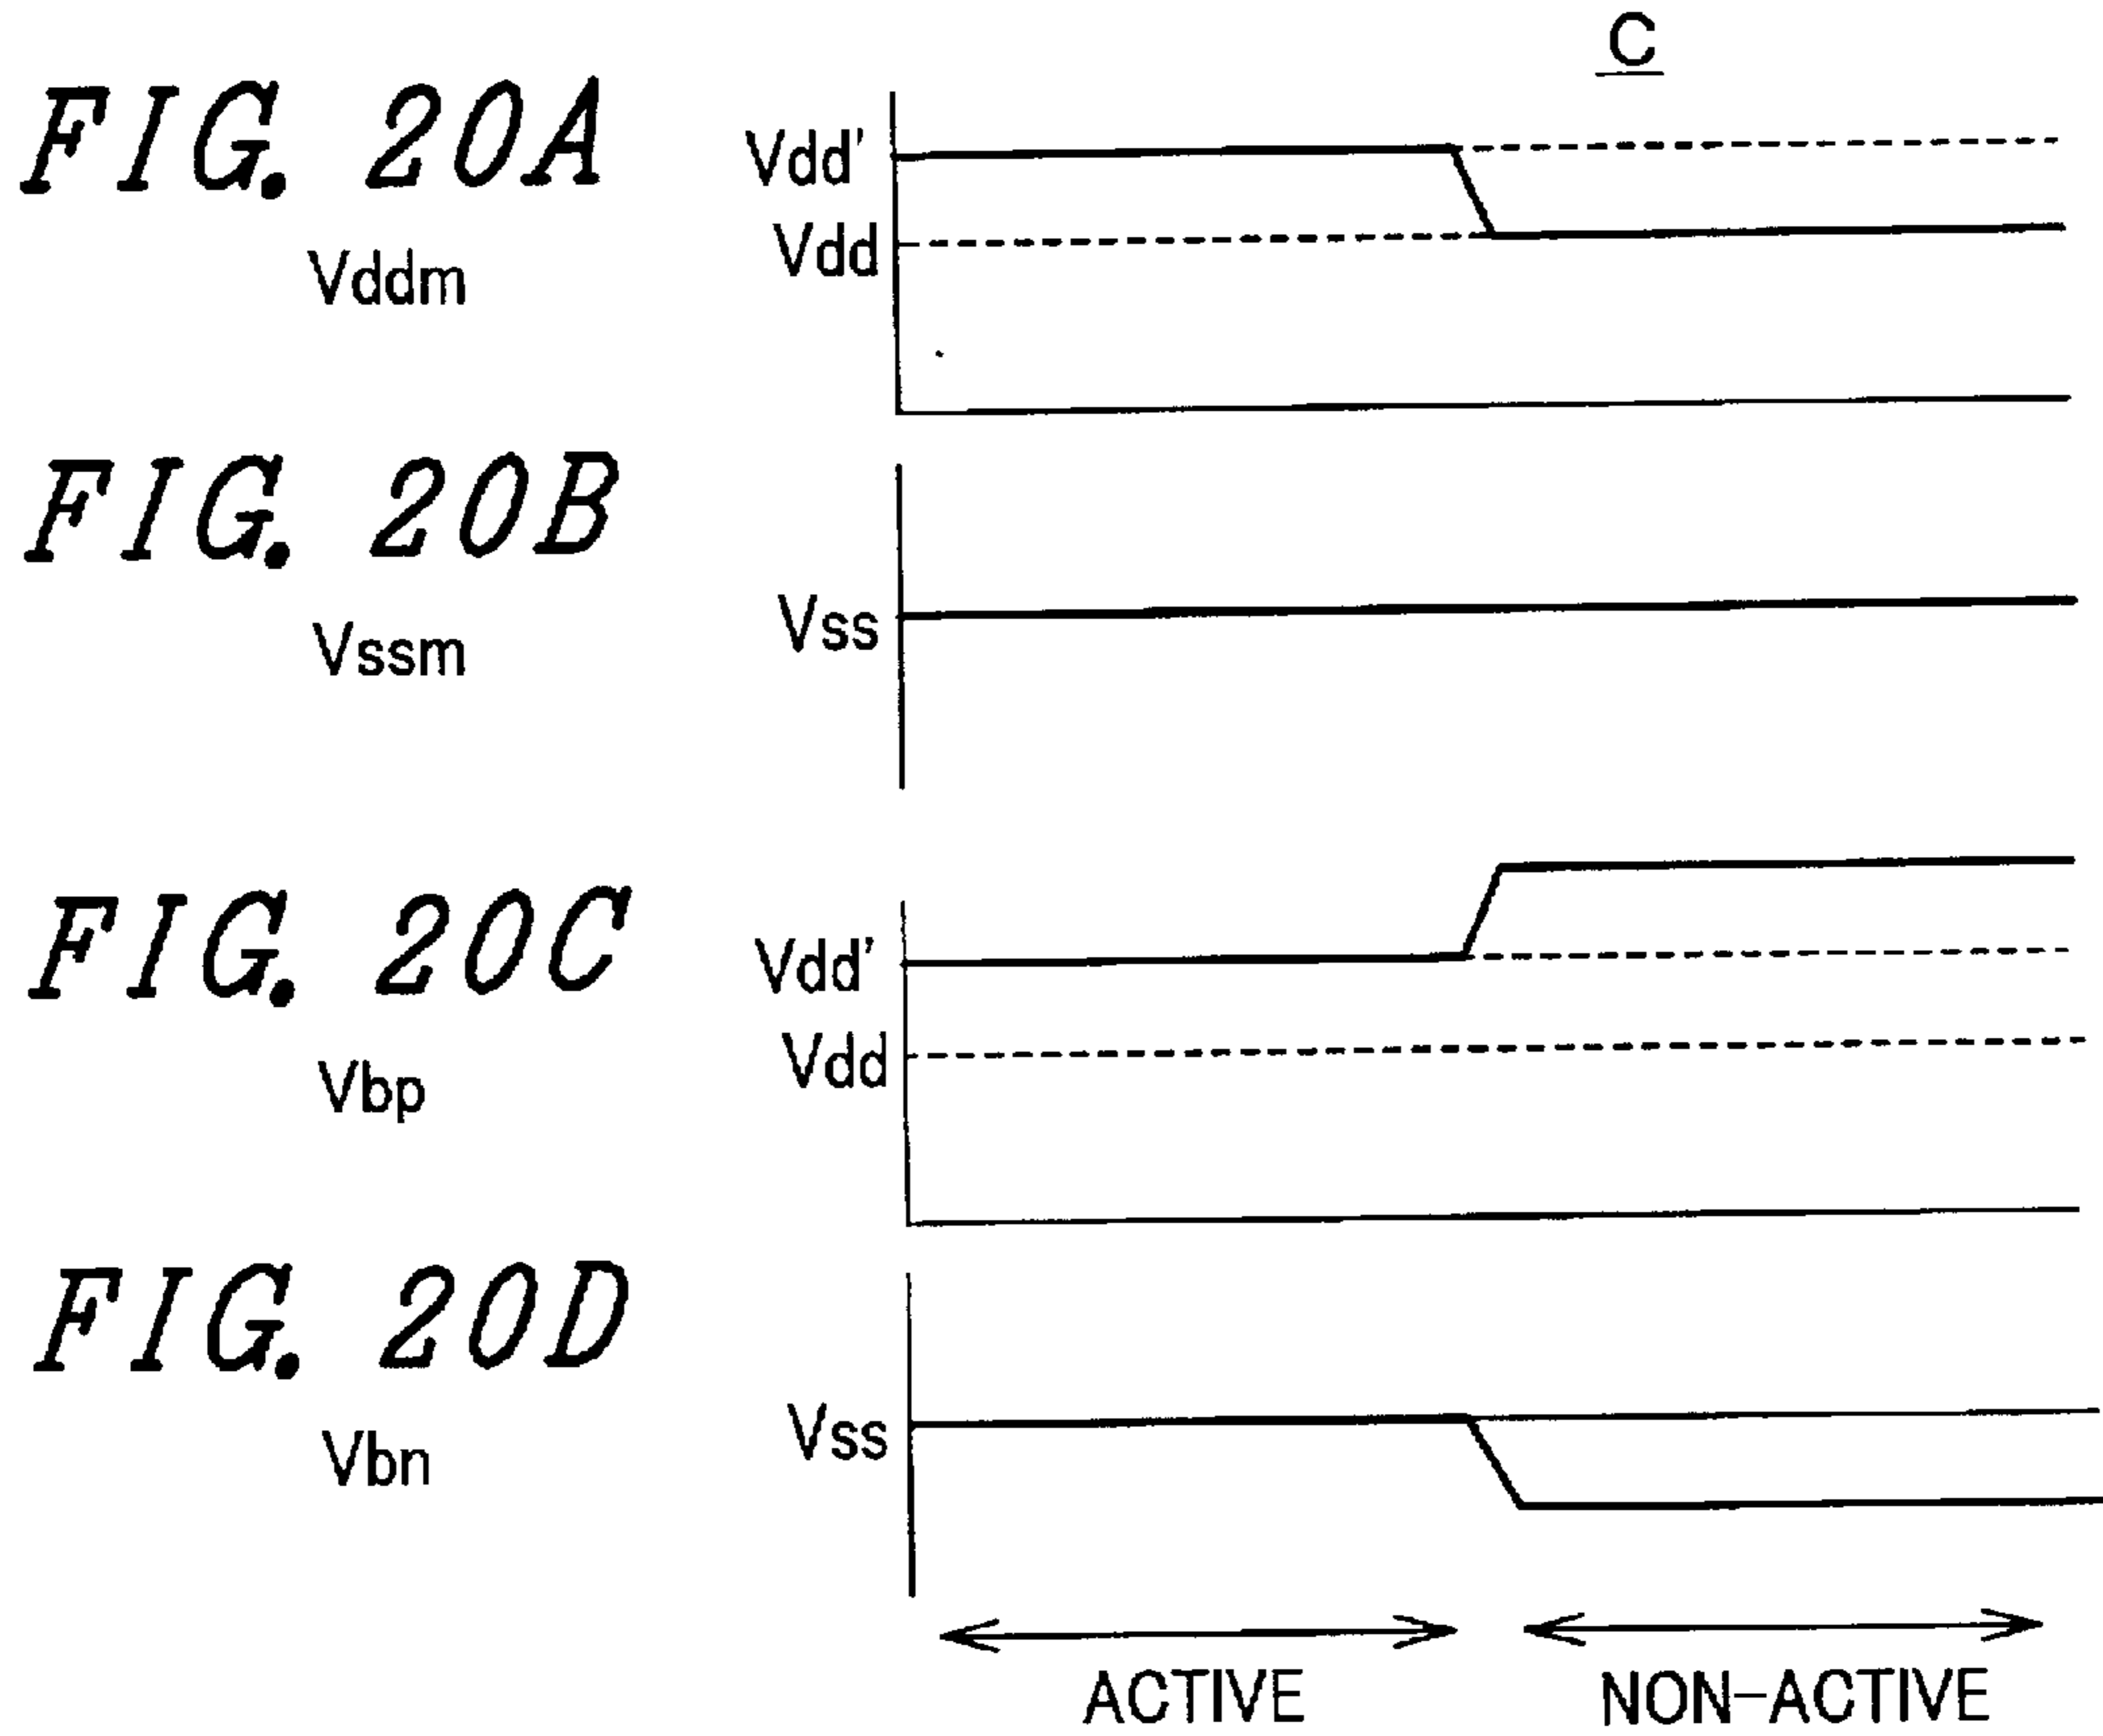 C
FIG. 20A
Vddm
Vdd'
Vdd
FIG. 20B
Vssm
Vss
FIG. 20C
Vbp
Vdd'
Vdd
FIG. 20D
Vbn
Vss
ACTIVE
NON-ACTIVE